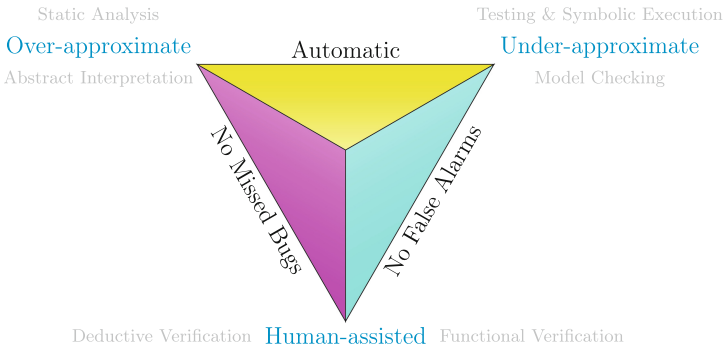 Static Analysis
Testing & Symbolic Execution
Over-approximate
Automatic
Under-approximate
Abstract Interpretation
Model Checking
No Missed Bugs
No False Alarms
Deductive Verification
Human-assisted
Functional Verification